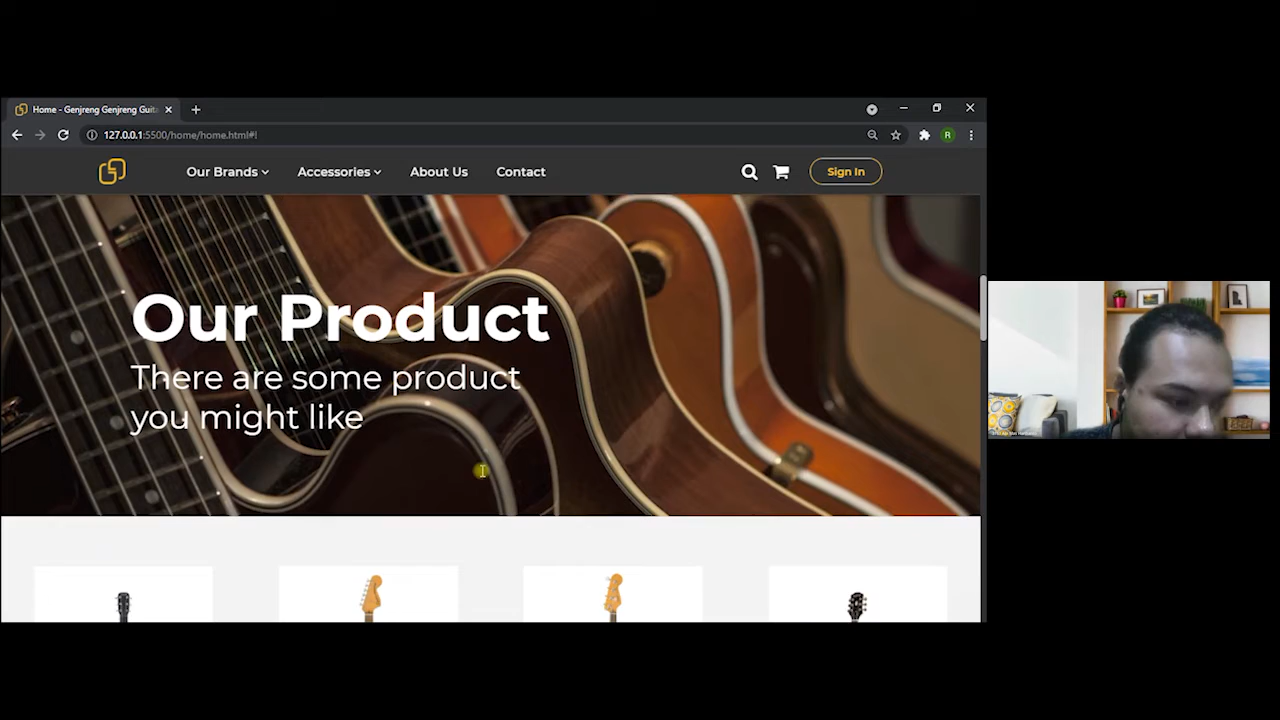 Home - Genjreng Genjreng Guita
127.0.0.1:5500/home/home.html#!
R
Our Brands
Accessories
About Us
Contact
Sign In
Our Product
There are some product
you might like